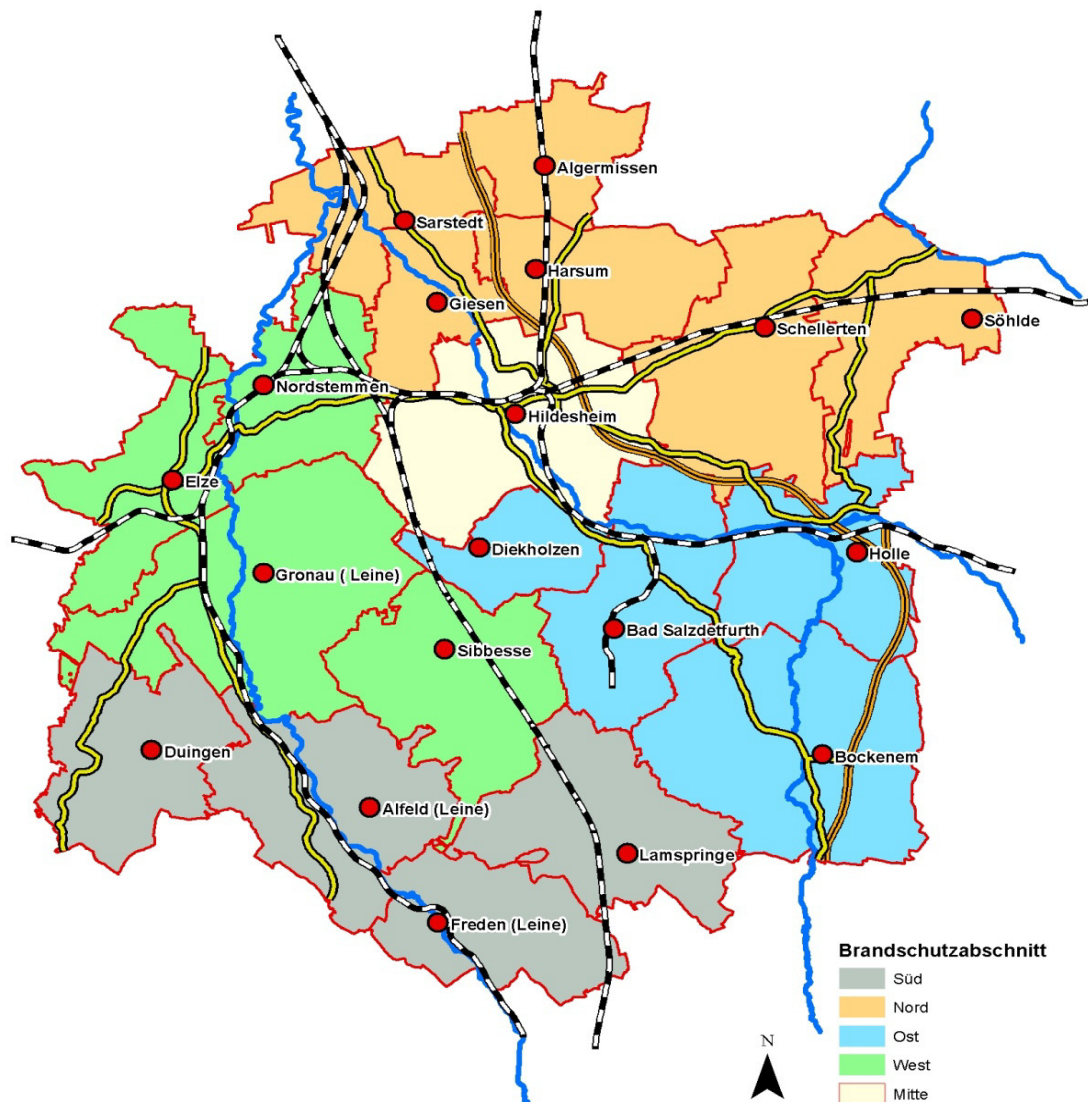 Algermissen
Sarstedt
Harsum
Giesen
Söhlde
Schellerten
Nordstemmen
Hildesheim
Elze
Diekholzen
Holle
Gronau ( Leine)
Bad Salzdetfurth
Sibbesse
Duingen
Bockenem
Alfeld (Leine)
Lamspringe
Freden (Leine)
Brandschutzabschnitt
Süd
Nord
Ost
West
Mitte
N